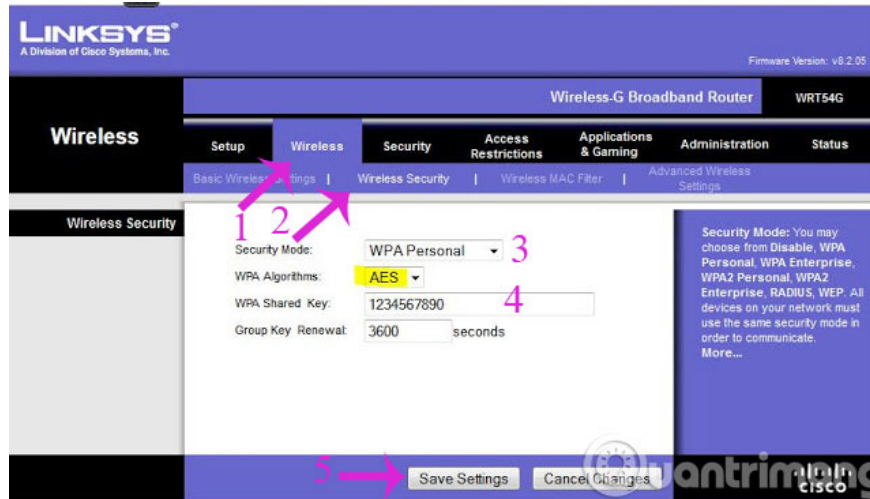 LINKSYS®
A Division of Cisco Systems, Inc.
Firmware Version: v8.2.05
Wireless-G Broadband Router WRT54G
Wireless
Setup Wireless Security Access Restrictions Applications & Gaming Administration Status
Basic Wireless Settings | Wireless Security | Wireless MAC Filter | Advanced Wireless Settings
1 2
Wireless Security
Security Mode: WPA Personal 3
WPA Algorithms: AES
WPA Shared Key: 1234567890 4
Group Key Renewal: 3600 seconds
Security Mode: You may
choose from Disable, WPA
Personal, WPA Enterprise,
WPA2 Personal, WPA2
Enterprise, RADIUS, WEP. All
devices on your network must
use the same security mode in
order to communicate.
More...
5 Save Settings Cancel Changes
Quantrimang
CISCO